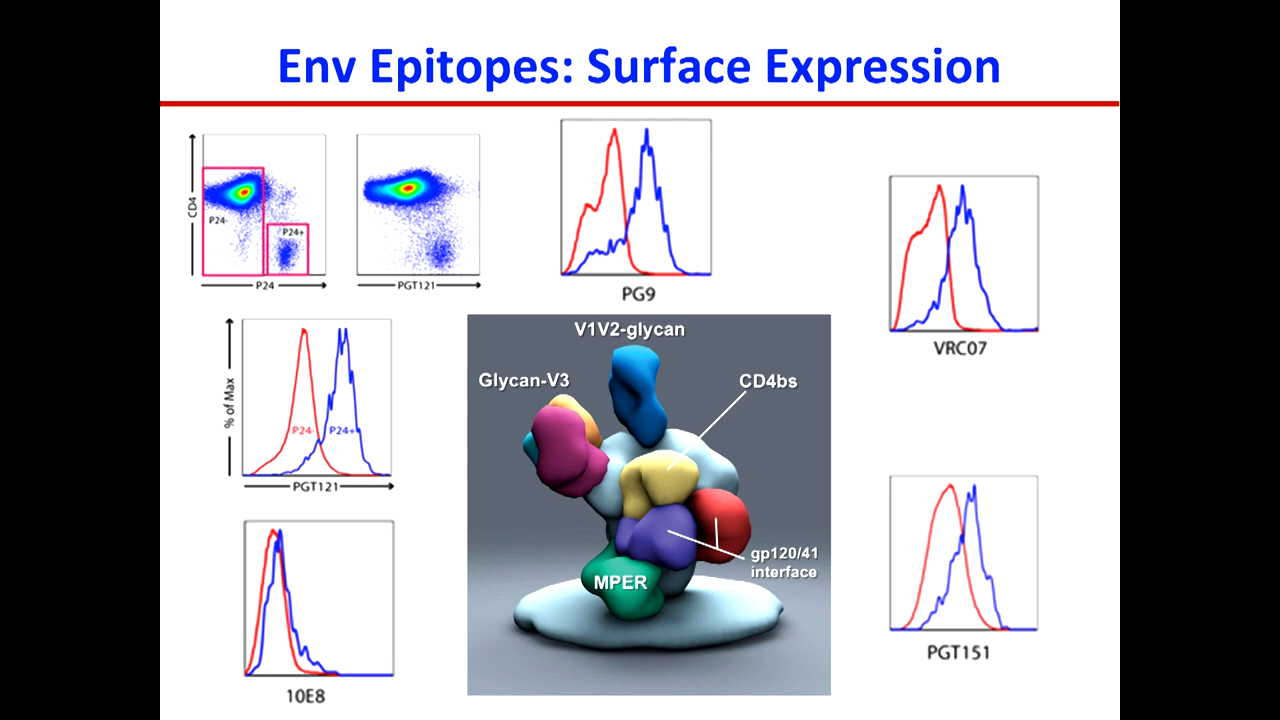 Env Epitopes: Surface Expression
CD4
P24-
P24+
P24
PGT121
PG9
VRC07
% of Max
P24-
P24+
PGT121
V1V2-glycan
Glycan-V3
CD4bs
gp120/41
interface
MPER
10E8
PGT151